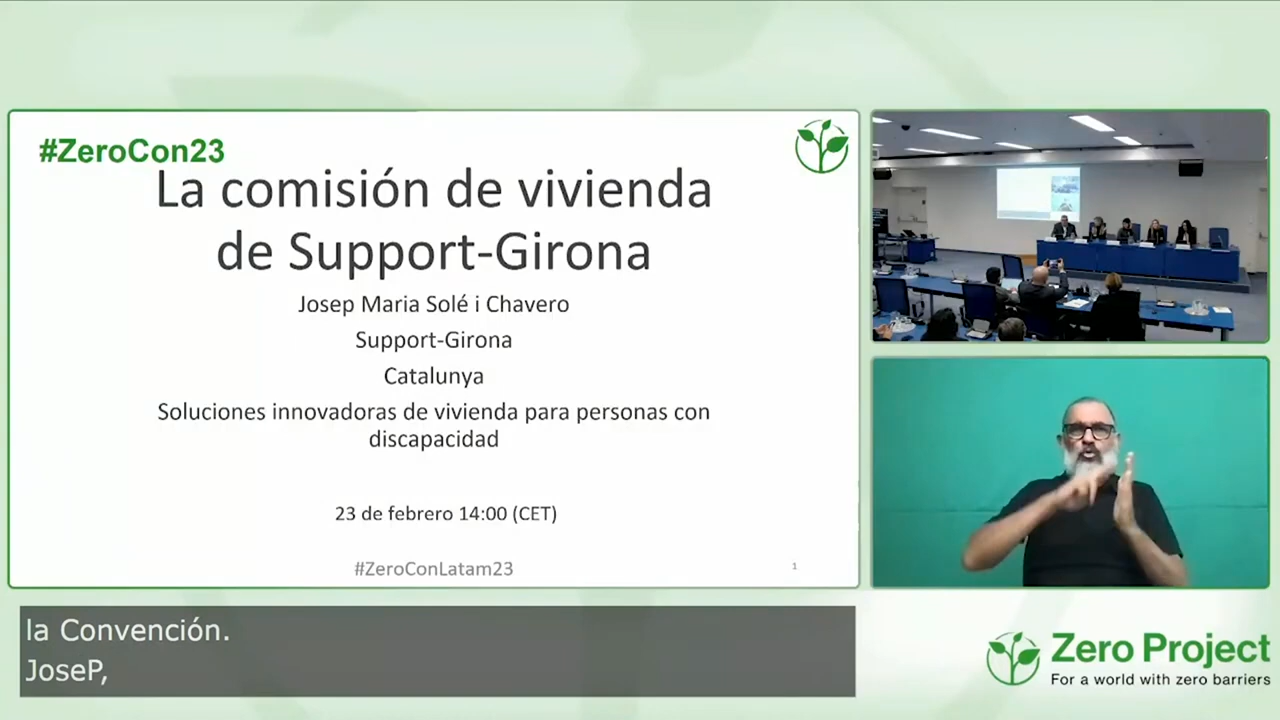 #ZeroCon23
La comisión de vivienda
de Support-Girona
Josep Maria Solé i Chavero
Support-Girona
Catalunya
Soluciones innovadoras de vivienda para personas con
discapacidad
23 de febrero 14:00 (CET)
#ZeroConLatam23
1
la Convención.
JoseP,
Zero Project
For a world with zero barriers